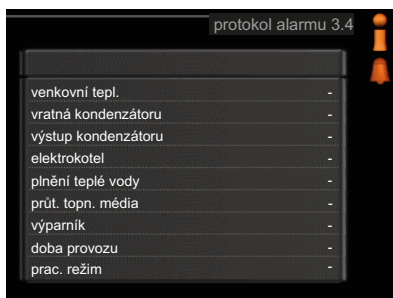 protokol alarmu 3.4
venkovní tepl. -
vratná kondenzátoru -
výstup kondenzátoru -
elektrokotel -
plnění teplé vody -
průt. topn. média -
výparník -
doba provozu -
prac. režim -